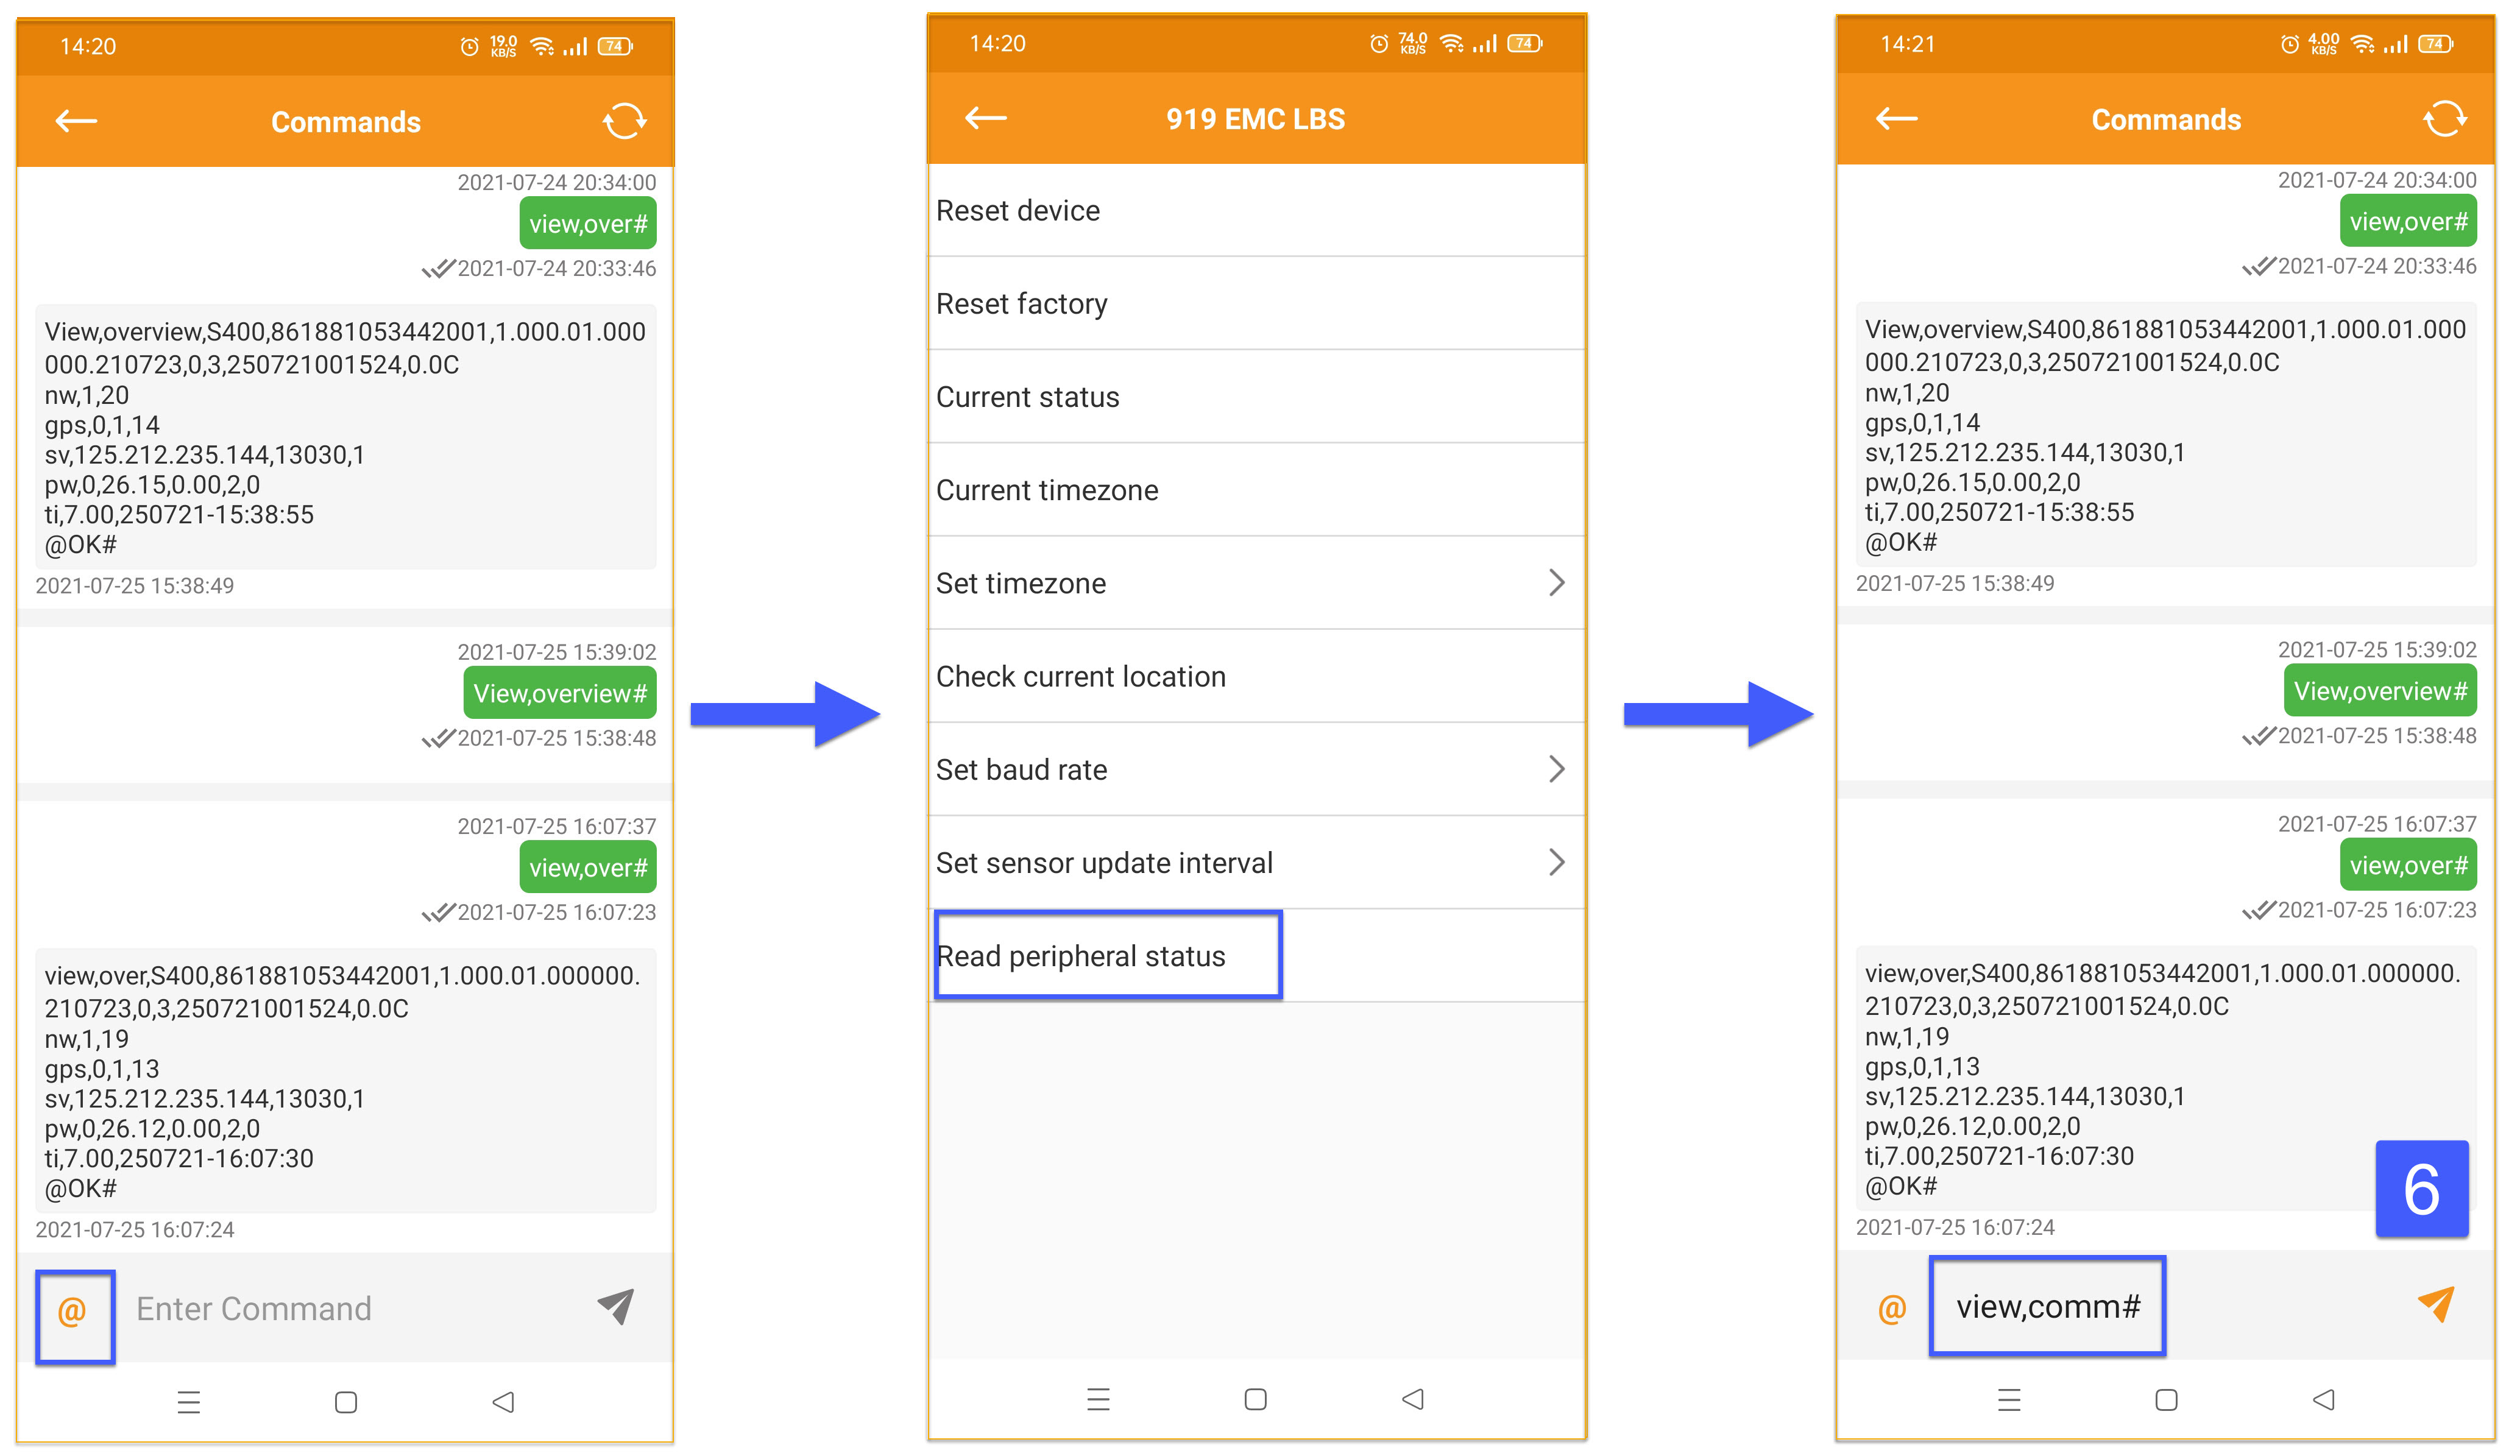 14:20
19.0
KB/S
74
Commands
2021-07-24 20:34:00
view,over#
2021-07-24 20:33:46
View,overview,S400,861881053442001,1.000.01.000
000.210723,0,3,250721001524,0.0C
nw,1,20
gps,0,1,14
sv,125.212.235.144,13030,1
pw,0,26.15,0.00,2,0
ti,7.00,250721-15:38:55
@OK#
2021-07-25 15:38:49
2021-07-25 15:39:02
View,overview#
2021-07-25 15:38:48
2021-07-25 16:07:37
view,over#
2021-07-25 16:07:23
view,over,S400,861881053442001,1.000.01.000000.
210723,0,3,250721001524,0.0C
nw,1,19
gps,0,1,13
sv,125.212.235.144,13030,1
pw,0,26.12,0.00,2,0
ti,7.00,250721-16:07:30
@OK#
2021-07-25 16:07:24
@ Enter Command
14:20
74.0
KB/S
74
919 EMC LBS
Reset device
Reset factory
Current status
Current timezone
Set timezone
Check current location
Set baud rate
Set sensor update interval
Read peripheral status
14:21
4.00
KB/S
74
Commands
2021-07-24 20:34:00
view,over#
2021-07-24 20:33:46
View,overview,S400,861881053442001,1.000.01.000
000.210723,0,3,250721001524,0.0C
nw,1,20
gps,0,1,14
sv,125.212.235.144,13030,1
pw,0,26.15,0.00,2,0
ti,7.00,250721-15:38:55
@OK#
2021-07-25 15:38:49
2021-07-25 15:39:02
View,overview#
2021-07-25 15:38:48
2021-07-25 16:07:37
view,over#
2021-07-25 16:07:23
view,over,S400,861881053442001,1.000.01.000000.
210723,0,3,250721001524,0.0C
nw,1,19
gps,0,1,13
sv,125.212.235.144,13030,1
pw,0,26.12,0.00,2,0
ti,7.00,250721-16:07:30
@OK#
6
2021-07-25 16:07:24
@ view,comm#